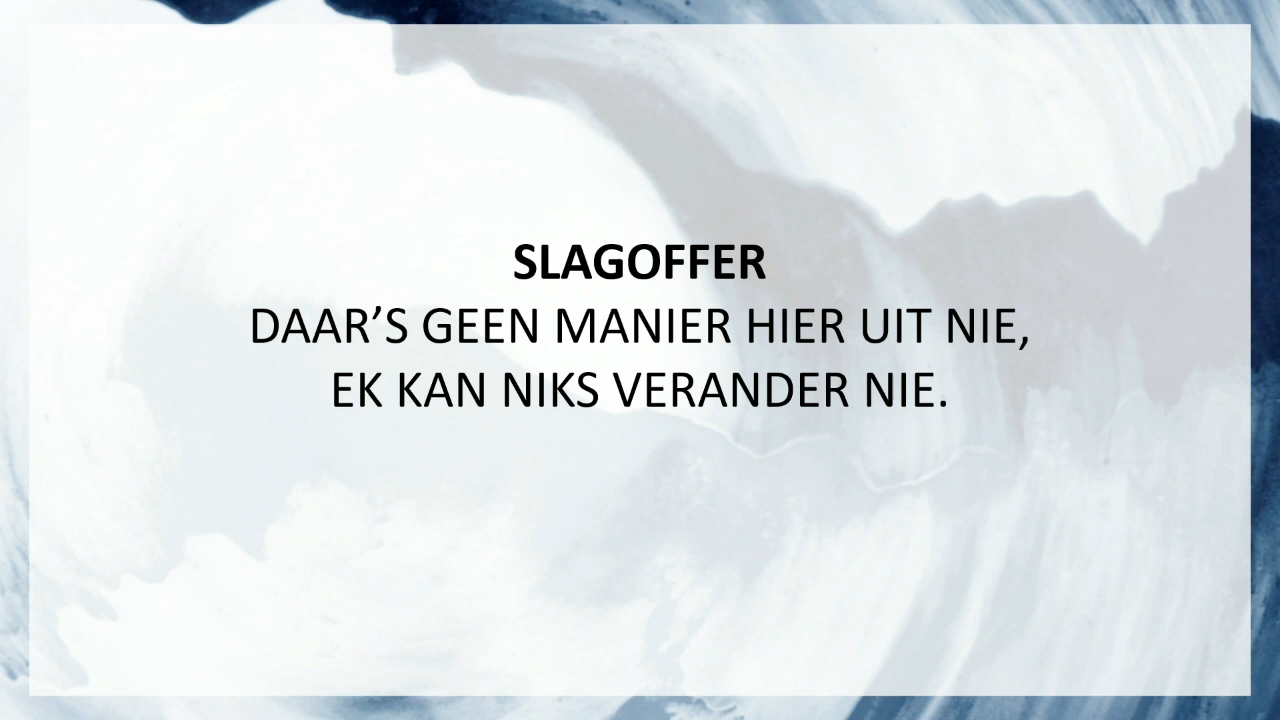 SLAGOFFER
DAAR’S GEEN MANIER HIER UIT NIE,
EK KAN NIKS VERANDER NIE.